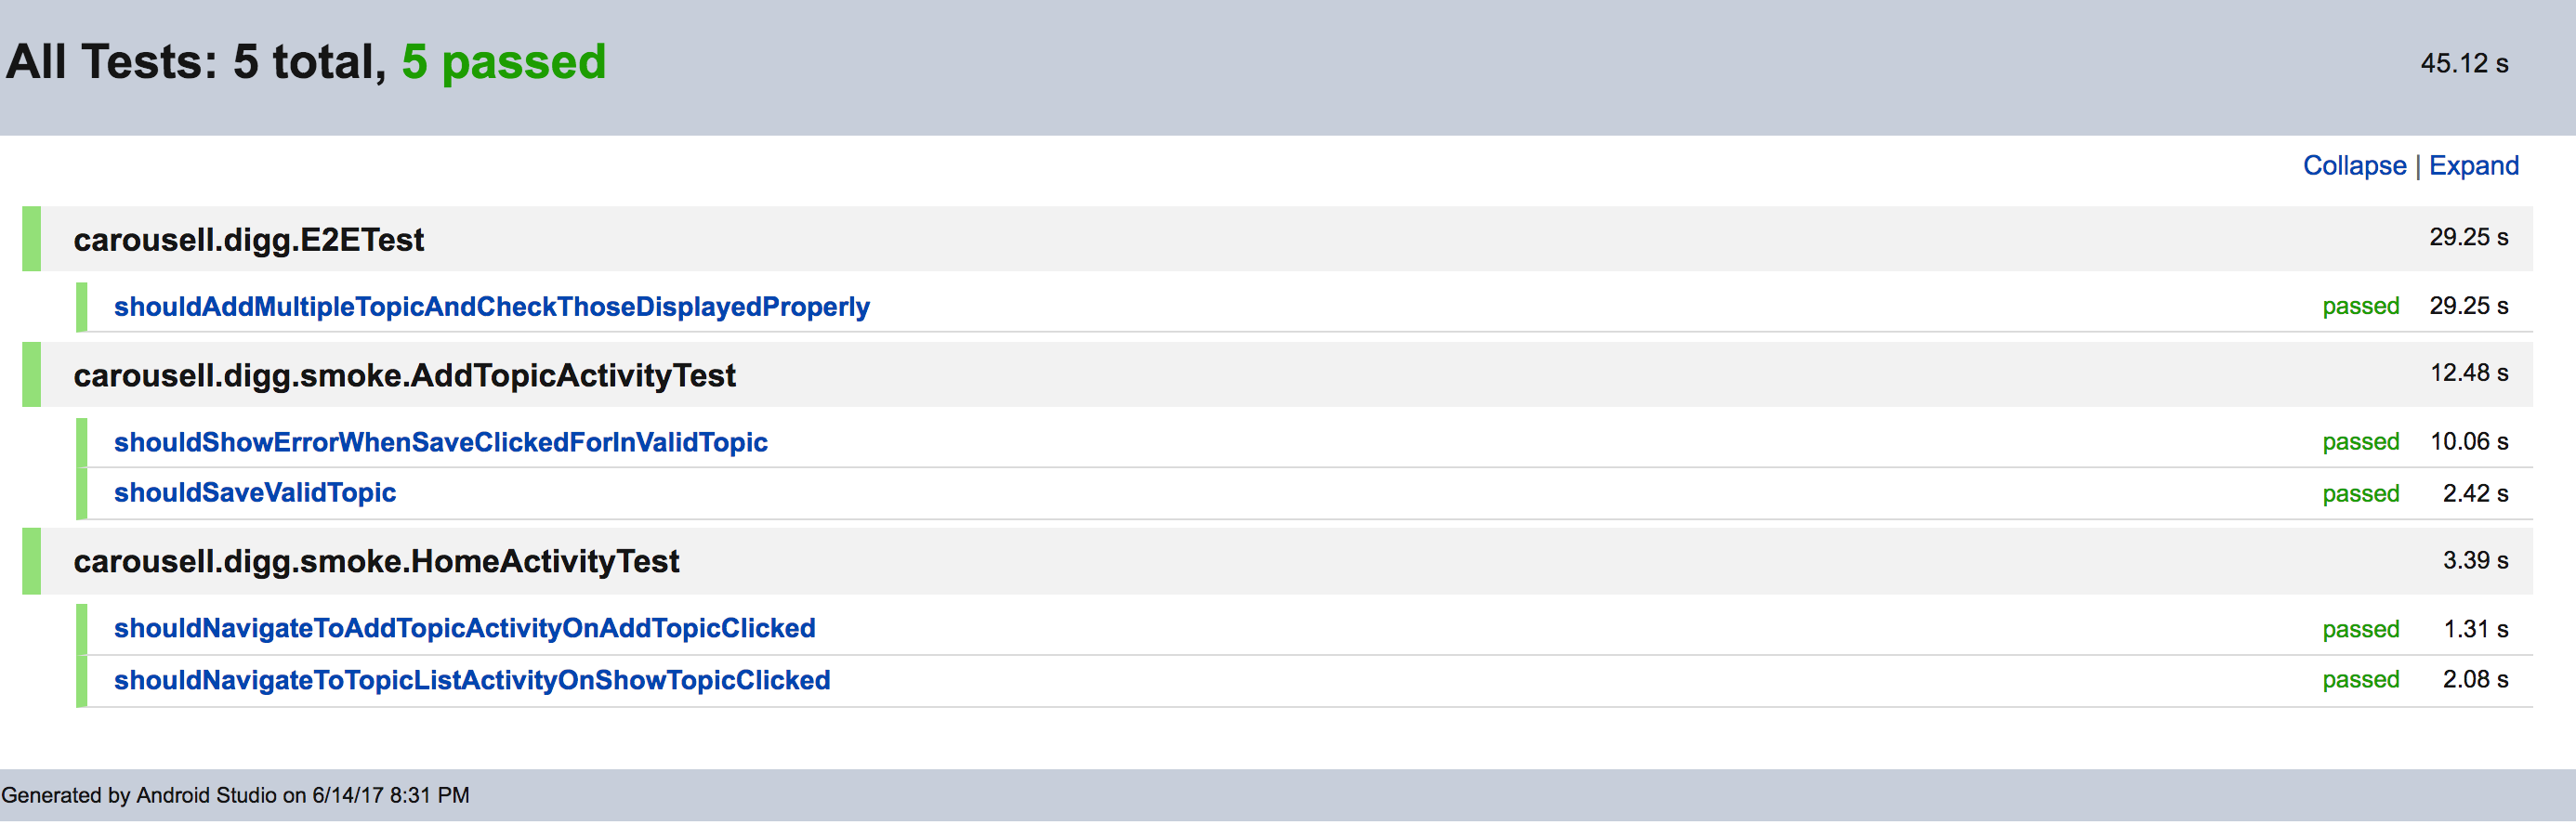 All Tests: 5 total, 5 passed 45.12 s
Collapse | Expand
carousell.digg.E2ETest 29.25 s
shouldAddMultipleTopicAndCheckThoseDisplayedProperly passed 29.25 s
carousell.digg.smoke.AddTopicActivityTest 12.48 s
shouldShowErrorWhenSaveClickedForInValidTopic passed 10.06 s
shouldSaveValidTopic passed 2.42 s
carousell.digg.smoke.HomeActivityTest 3.39 s
shouldNavigateToAddTopicActivityOnAddTopicClicked passed 1.31 s
shouldNavigateToTopicListActivityOnShowTopicClicked passed 2.08 s
Generated by Android Studio on 6/14/17 8:31 PM